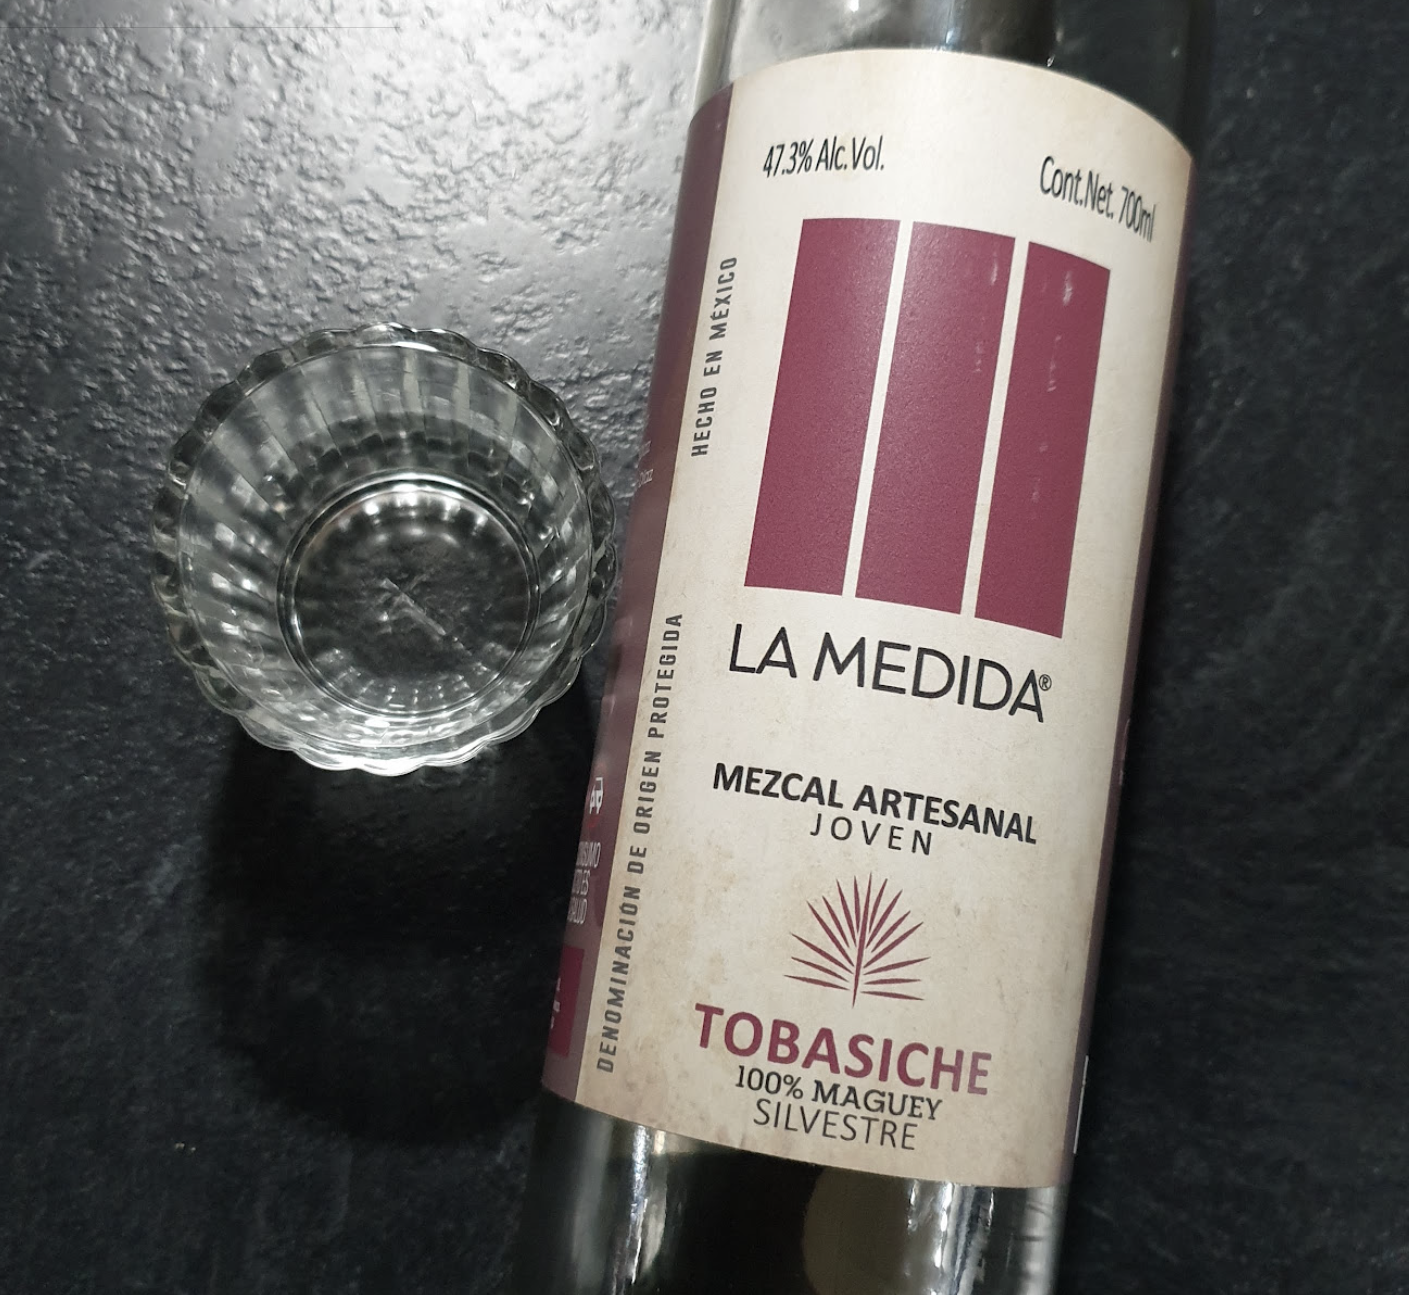 47.3% Alc.Vol.
Cont.Net. 700ml
HECHO EN MÉXICO
DENOMINACIÓN DE ORIGEN PROTEGIDA
LA MEDIDA®
MEZCAL ARTESANAL
JOVEN
TOBASICHE
100% MAGUEY
SILVESTRE